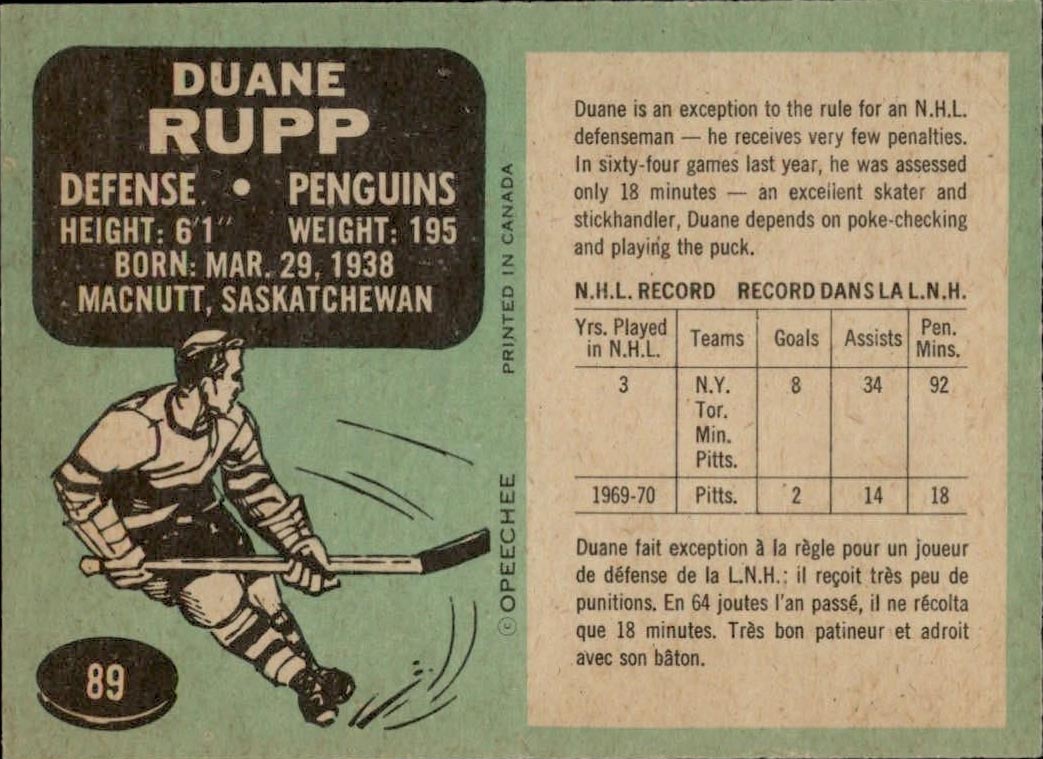 DUANE
RUPP
DEFENSE. • PENGUINS
HEIGHT: 6'1" WEIGHT: 195
BORN: MAR. 29, 1938
MACNUTT, SASKATCHEWAN
89
© OPEECHEE PRINTED IN CANADA
Duane is an exception to the rule for an N.H.L.
defenseman — he receives very few penalties.
In sixty-four games last year, he was assessed
only 18 minutes — an excellent skater and
stickhandler, Duane depends on poke-checking
and playing the puck.
N.H.L. RECORD RECORD DANS LA L.N.H.
Yrs. Played in N.H.L. Teams Goals Assists Pen. Mins.
3 N.Y. 8 34 92
Tor.
Min.
Pitts.
1969-70 Pitts. 2 14 18
Duane fait exception à la règle pour un joueur
de défense de la L.N.H.: il reçoit très peu de
punitions. En 64 joutes l'an passé, il ne récolta
que 18 minutes. Très bon patineur et adroit
avec son bâton.